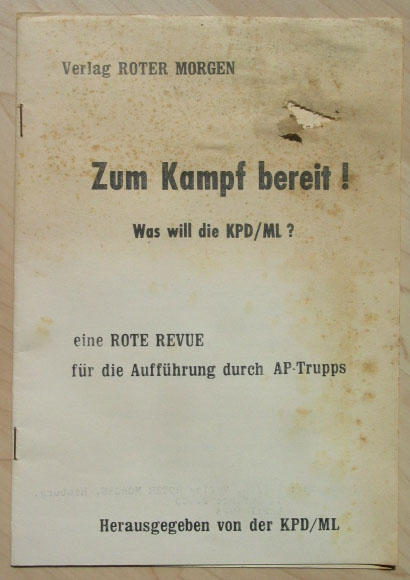 Verlag ROTER MORGEN
Zum Kampf bereit !
Was will die KPD/ML ?
eine ROTE REVUE
für die Aufführung durch AP-Trupps
Herausgegeben von der KPD/ML